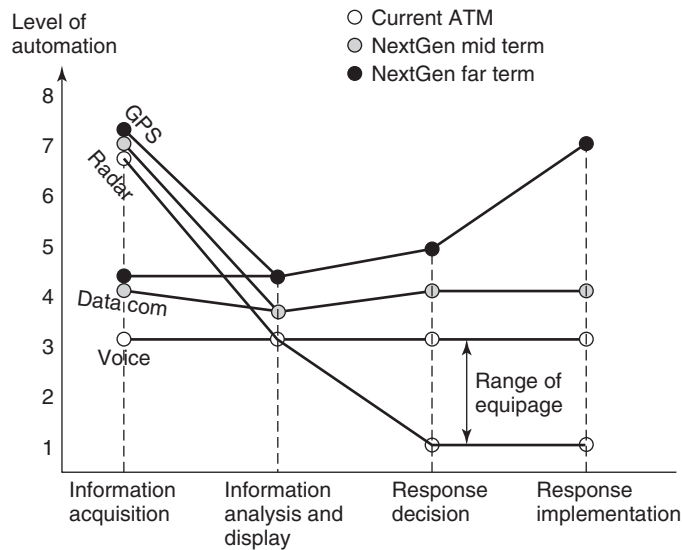 Level of
automation
Current ATM
NextGen mid term
NextGen far term
8
7
6
5
4
3
2
1
GPS
Radar
Data com
Voice
Range of
equipage
Information
acquisition
Information
analysis and
display
Response
decision
Response
implementation